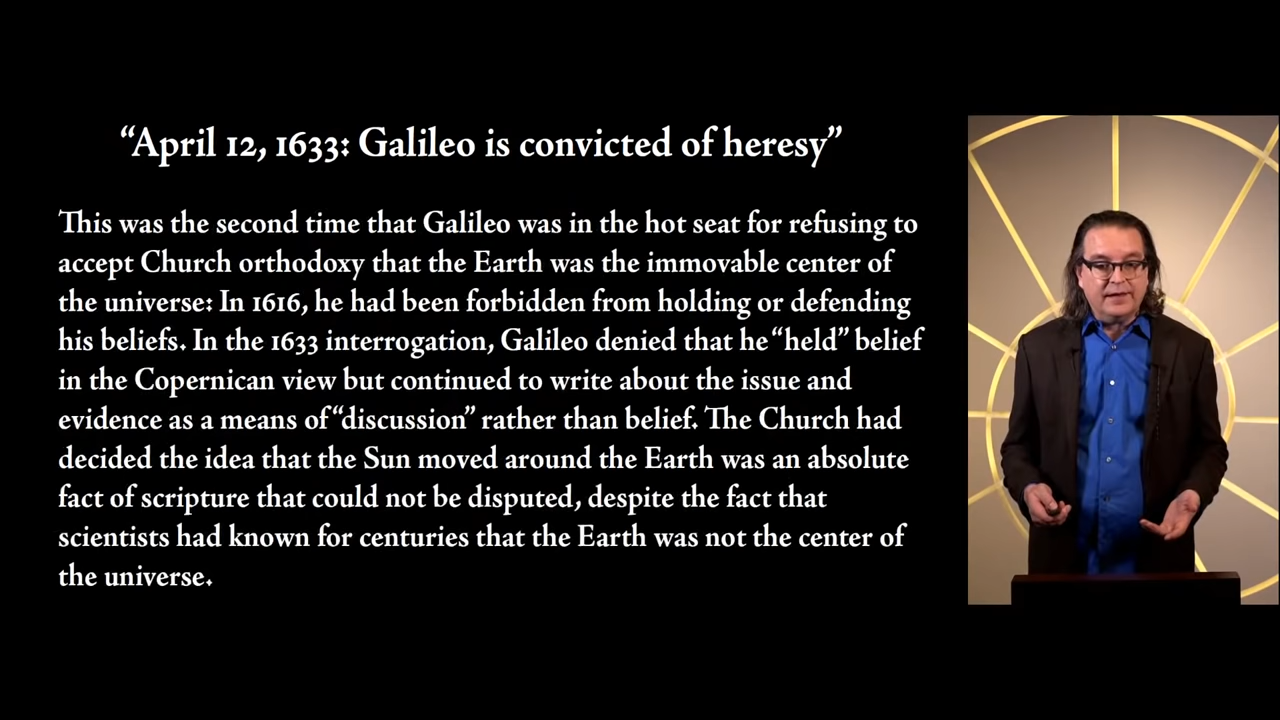 “April 12, 1633: Galileo is convicted of heresy”
This was the second time that Galileo was in the hot seat for refusing to
accept Church orthodoxy that the Earth was the immovable center of
the universe: In 1616, he had been forbidden from holding or defending
his beliefs. In the 1633 interrogation, Galileo denied that he “held” belief
in the Copernican view but continued to write about the issue and
evidence as a means of “discussion” rather than belief. The Church had
decided the idea that the Sun moved around the Earth was an absolute
fact of scripture that could not be disputed, despite the fact that
scientists had known for centuries that the Earth was not the center of
the universe.